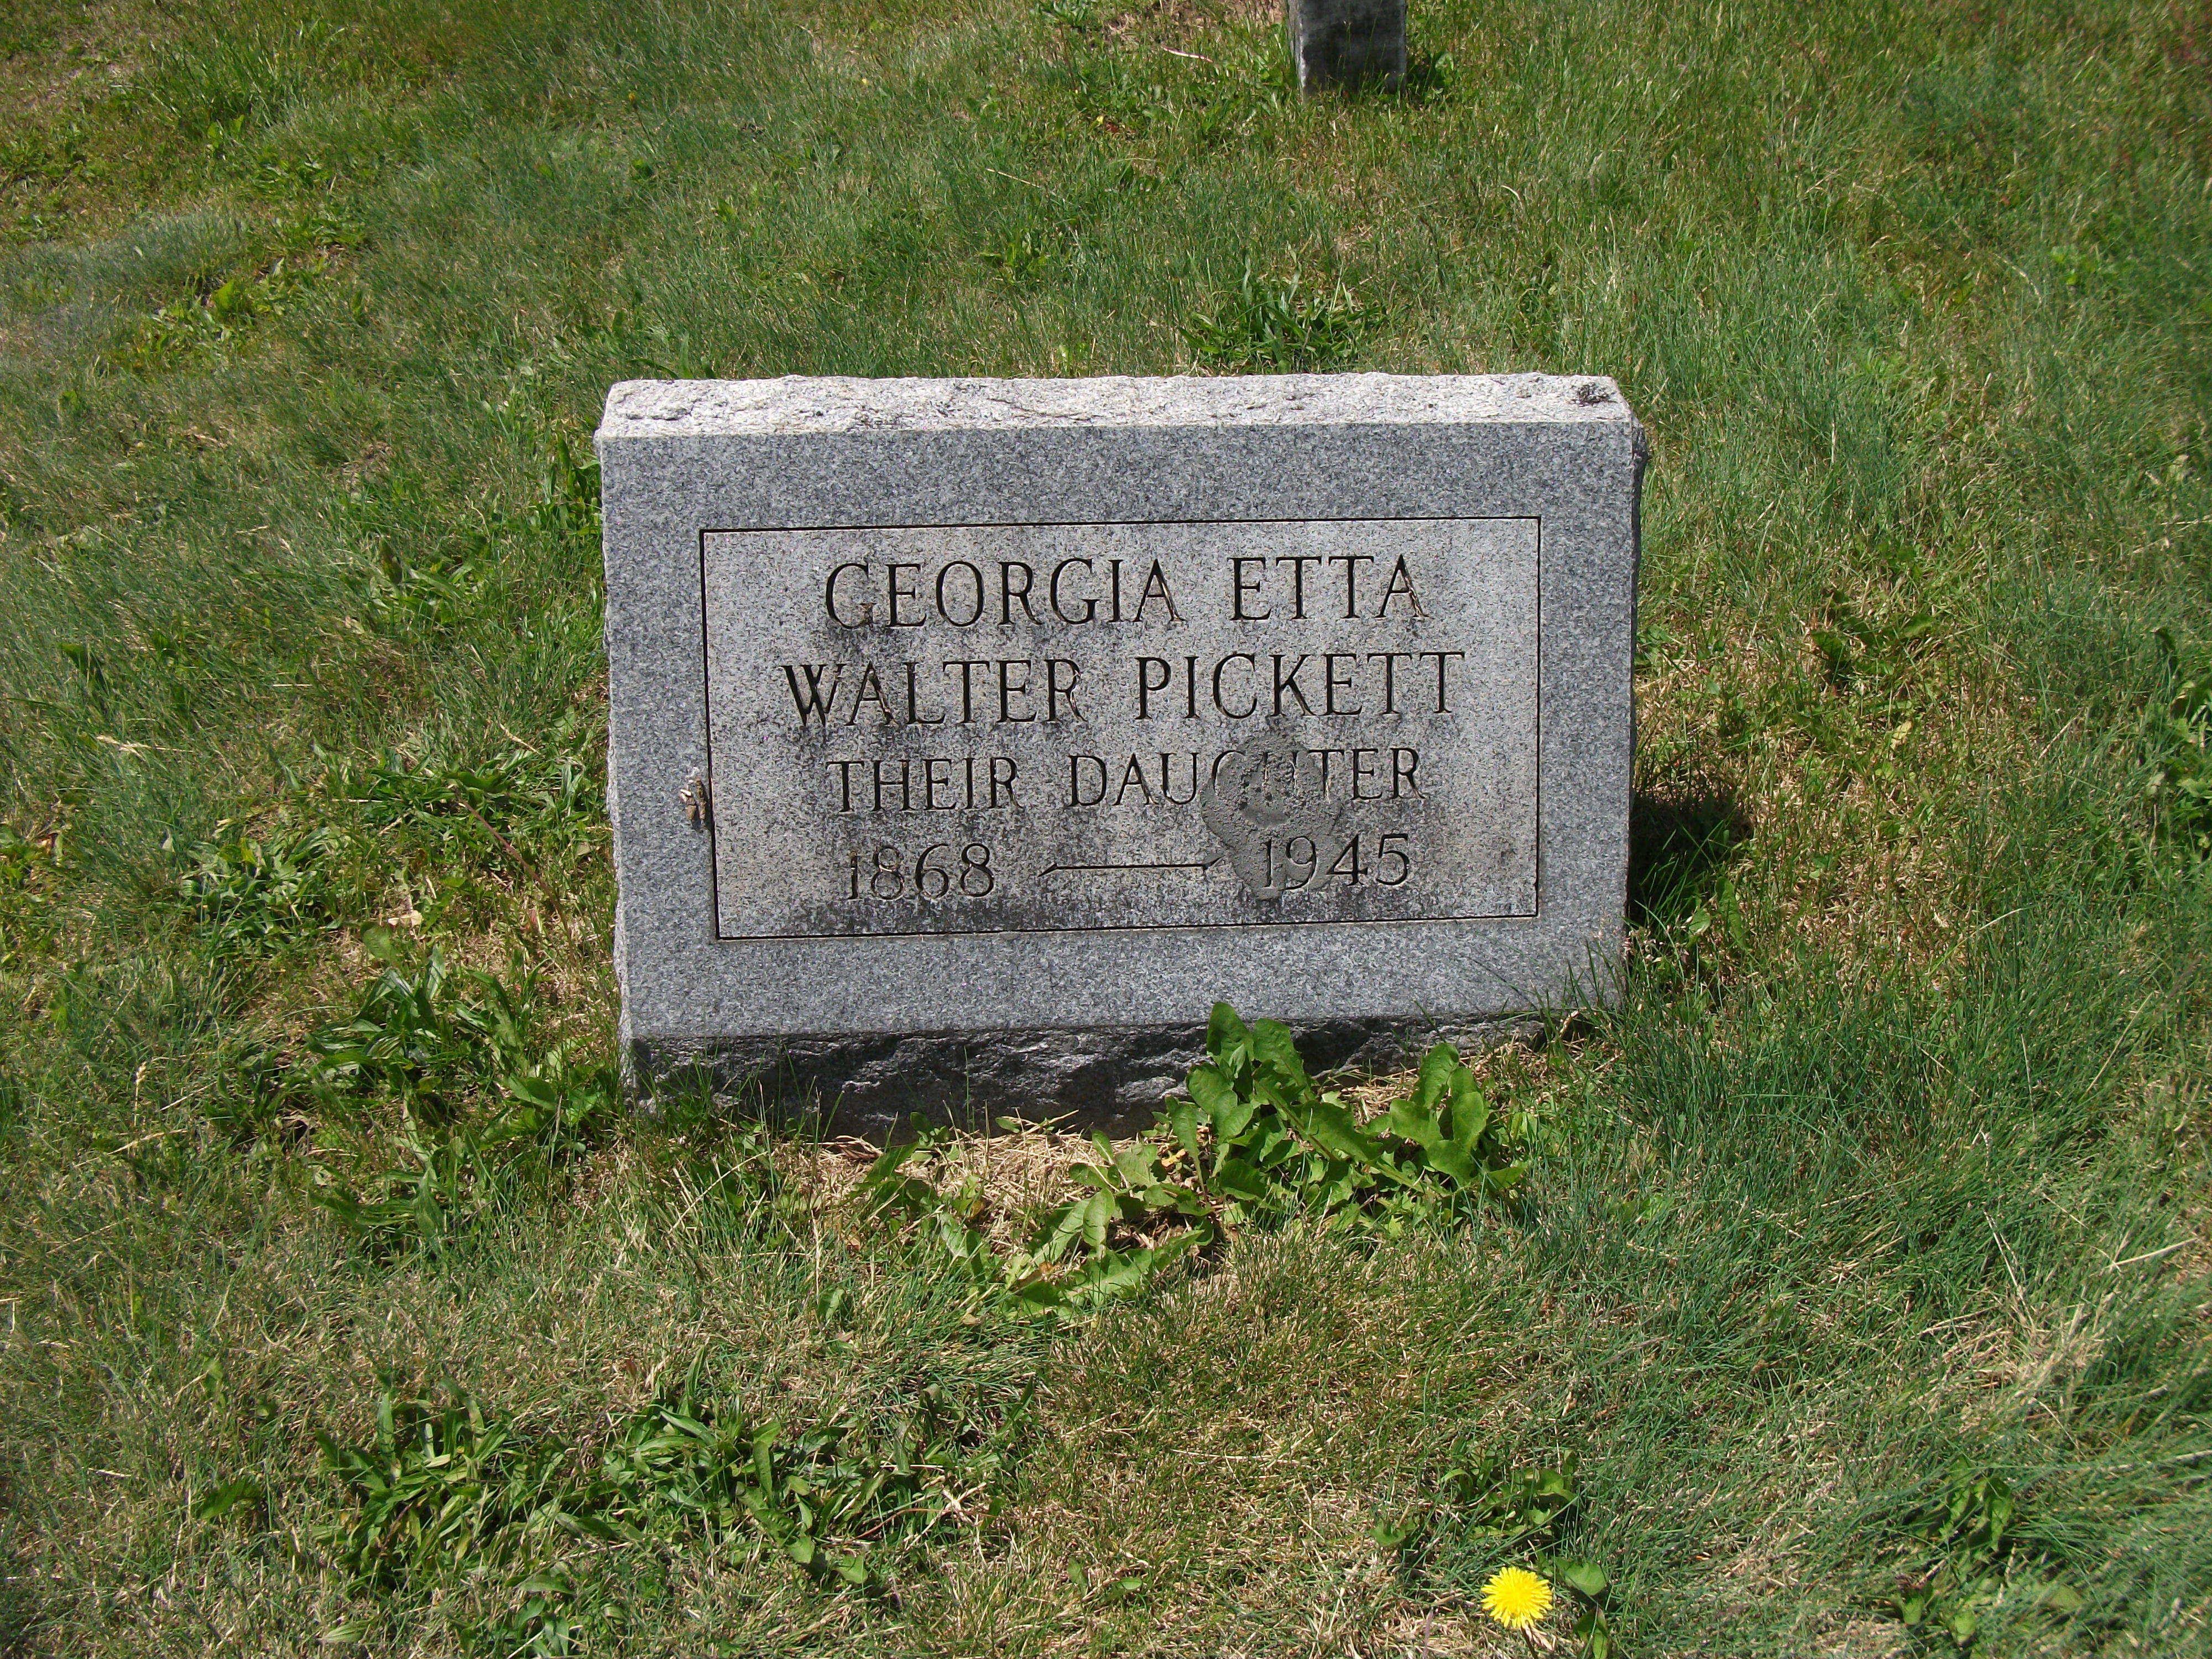 GEORGIA ETTA
WALTER PICKETT
THEIR DAUGHTER
1868 — 1945